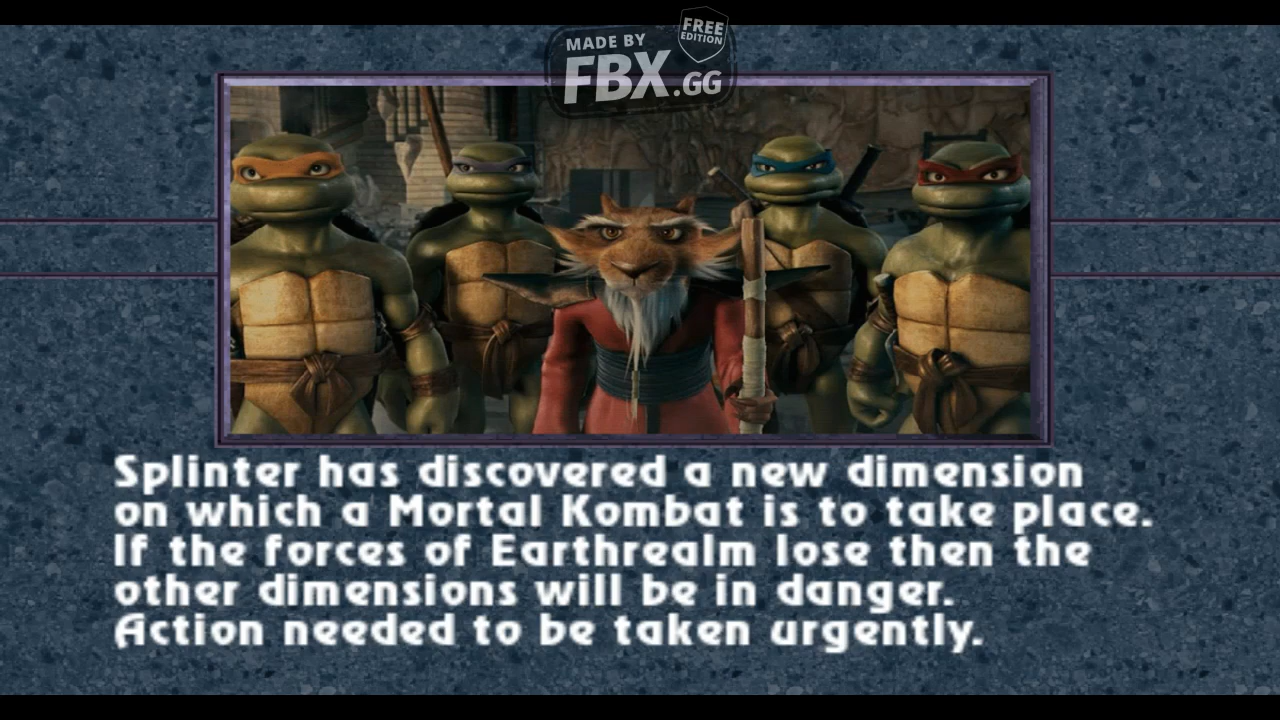 MADE BY
FREE
EDITION
FBX.GG
Splinter has discovered a new dimension
on which a Mortal Kombat is to take place.
If the forces of Earthrealm lose then the
other dimensions will be in danger.
Action needed to be taken urgently.